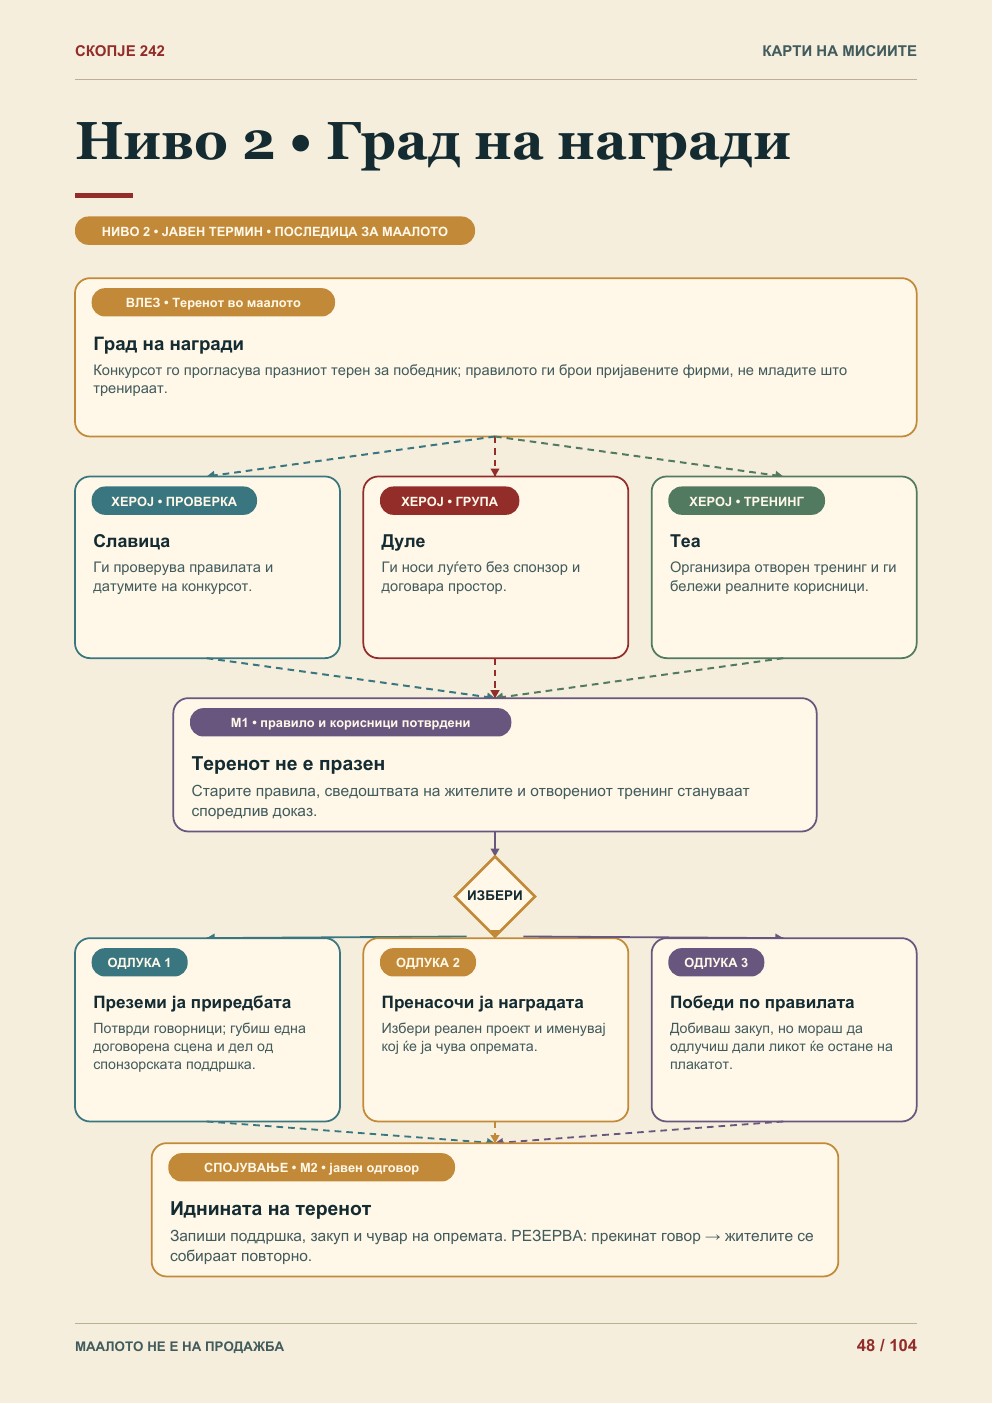 СКОПЈЕ 242
КАРТИ НА МИСИИТЕ
Ниво 2 • Град на награди
НИВО 2 • ЈАВЕН ТЕРМИН • ПОСЛЕДИЦА ЗА МААЛОТО
ВЛЕЗ • Теренот во маалото
Град на награди
Конкурсот го прогласува празниот терен за победник; правилото ги брои пријавените фирми, не младите што
тренираат.
ХЕРОЈ • ПРОВЕРКА
Славица
Ги проверува правилата и
датумите на конкурсот.
ХЕРОЈ • ГРУПА
Дуле
Ги носи луѓето без спонзор и
договара простор.
ХЕРОЈ • ТРЕНИНГ
Теа
Организира отворен тренинг и ги
бележи реалните корисници.
М1 • правило и корисници потврдени
Теренот не е празен
Старите правила, сведоштвата на жителите и отворениот тренинг стануваат
споредлив доказ.
ИЗБЕРИ
ОДЛУКА 1
Преземи ја приредбата
Потврди говорници; губиш една
договорена сцена и дел од
спонзорската поддршка.
ОДЛУКА 2
Пренасочи ја наградата
Избери реален проект и именувај
кој ќе ја чува опремата.
ОДЛУКА 3
Победи по правилата
Добиваш закуп, но мораш да
одлучиш дали ликот ќе остане на
плакатот.
СПОЈУВАЊЕ • М2 • јавен одговор
Иднината на теренот
Запиши поддршка, закуп и чувар на опремата. РЕЗЕРВА: прекинат говор → жителите се
собираат повторно.
МААЛОТО НЕ Е НА ПРОДАЖБА
48 / 104